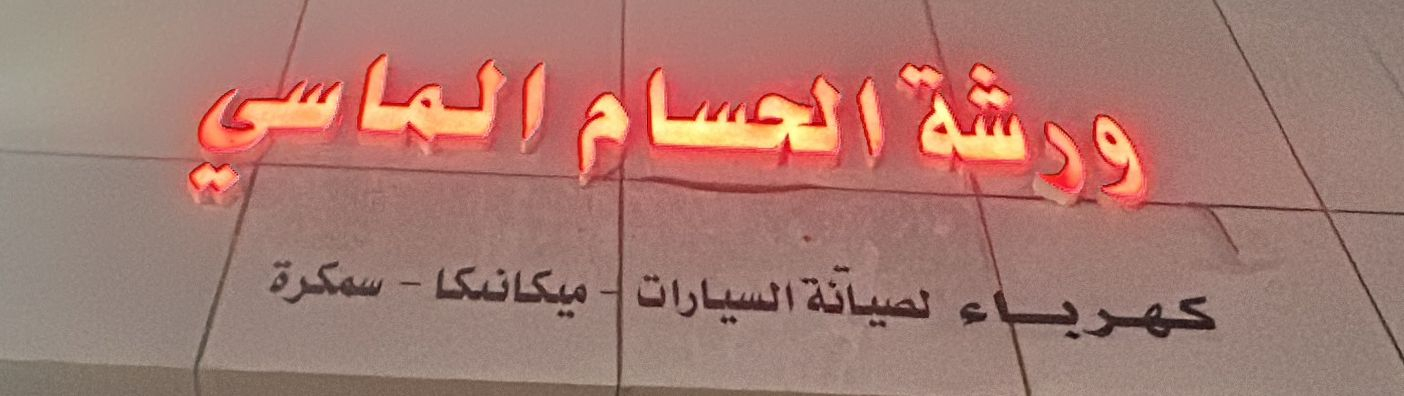 ورشة الحسام الماسي
كهرباء لصيانة السيارات - ميكانيكا - سمكرة